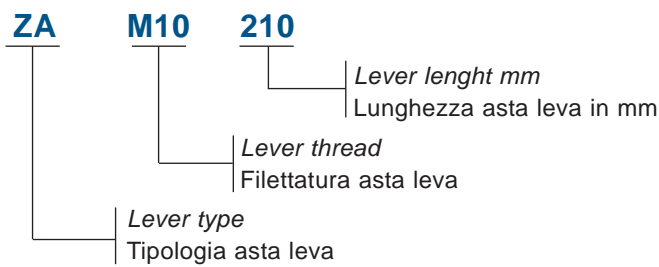 ZA M10 210
Lever lenght mm
Lunghezza asta leva in mm
Lever thread
Filettatura asta leva
Lever type
Tipologia asta leva